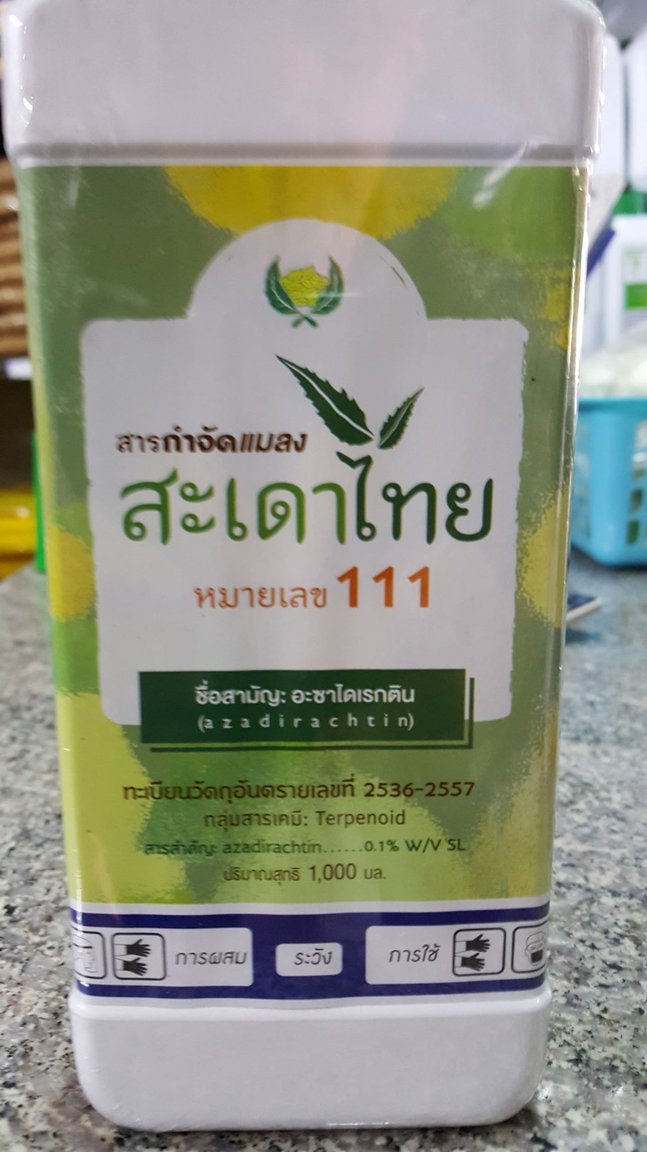 สารกำจัดแมลง
สะเดาไทย
หมายเลข 111
ชื่อสามัญ: อะซาไดเรกติน
(azadirachtin)
ทะเบียนวัตถุอันตรายเลขที่ 2536-2557
กลุ่มสารเคมี: Terpenoid
สารสำคัญ: azadirachtin......0.1% W/V SL
ปริมาณสุทธิ 1,000 มล.
การผสม ระวัง การใช้